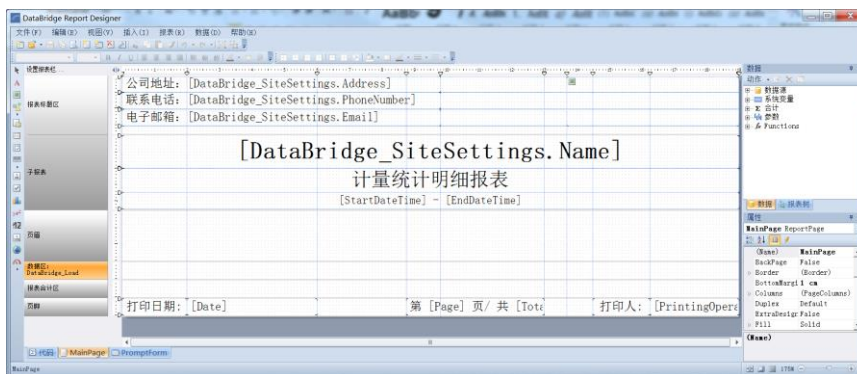 DataBridge Report Designer
文件(F) 编辑(E) 视图(V) 插入(I) 报表(R) 数据(D) 帮助(H)
设置报表栏...
报表标题区
公司地址: [DataBridge_SiteSettings.Address]
联系电话: [DataBridge_SiteSettings.PhoneNumber]
电子邮箱: [DataBridge_SiteSettings.Email]
子报表
[DataBridge_SiteSettings.Name]
计量统计明细报表
[StartDateTime] - [EndDateTime]
页眉
数据区:
DataBridge_Load
报表合计区
页脚
打印日期: [Date] 第 [Page] 页/ 共 [Tota 打印人: [PrintingOpera
代码 MainPage PromptForm
MainPage
数据
动作
数据源
系统变量
合计
参数
Functions
数据 报表树
属性
MainPage ReportPage
(Name) MainPage
BackPage False
Border (Border)
BottomMargi 1 cm
Columns (PageColumns)
Duplex Default
ExtraDesigr False
Fill Solid
(Name)